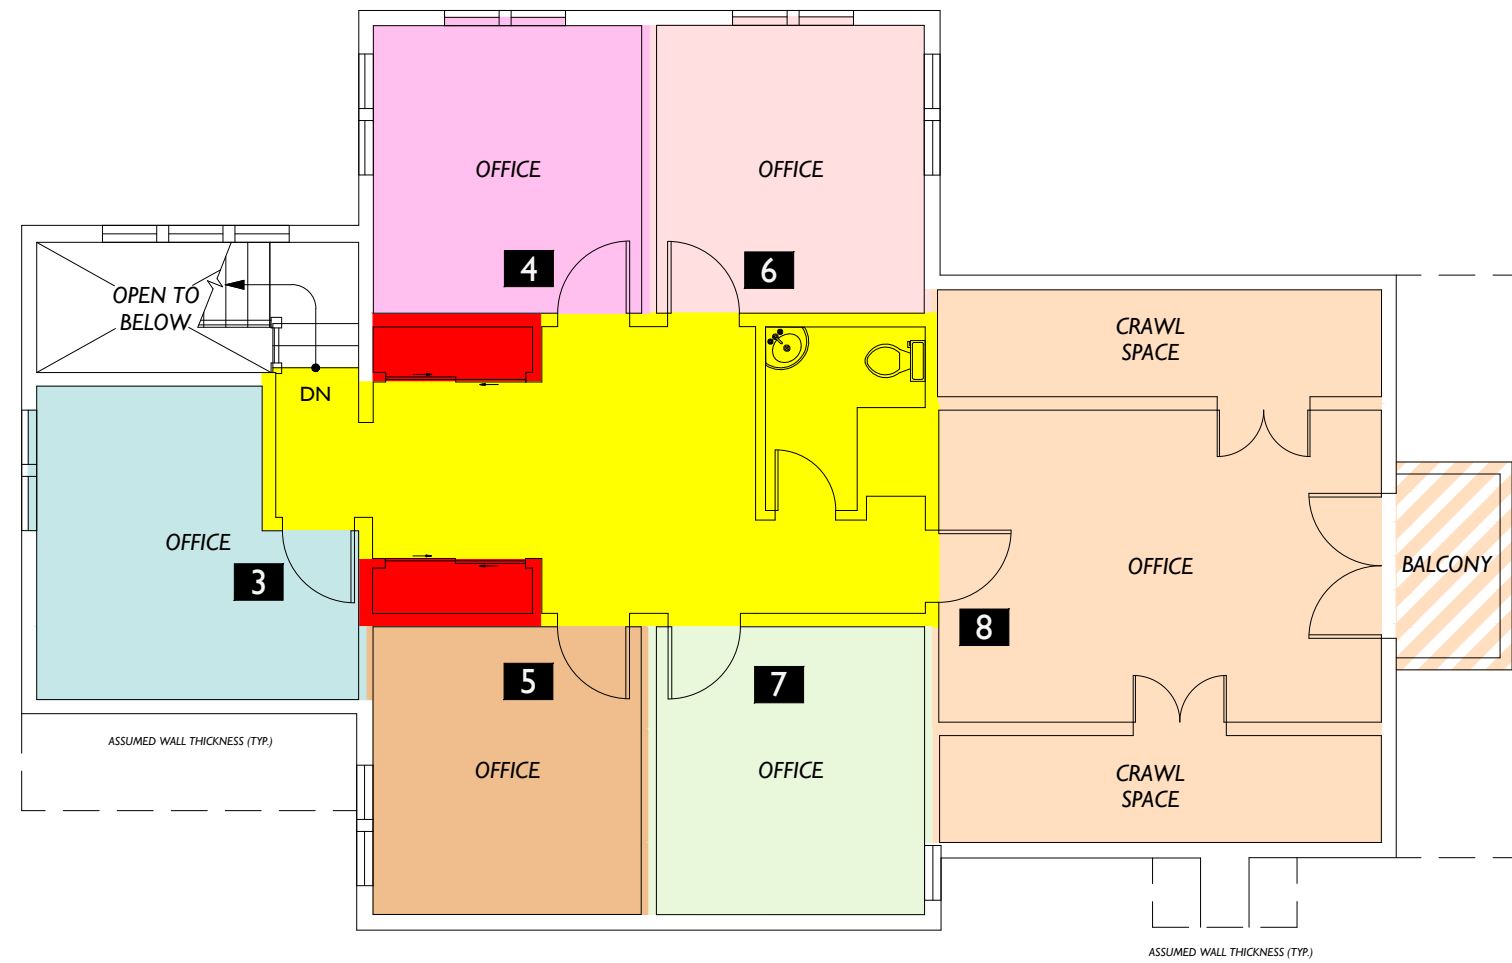 OFFICE
OFFICE
4
6
OPEN TO
BELOW
DN
CRAWL
SPACE
OFFICE
3
OFFICE
BALCONY
8
5
7
ASSUMED WALL THICKNESS (TYP.)
OFFICE
OFFICE
CRAWL
SPACE
ASSUMED WALL THICKNESS (TYP.)